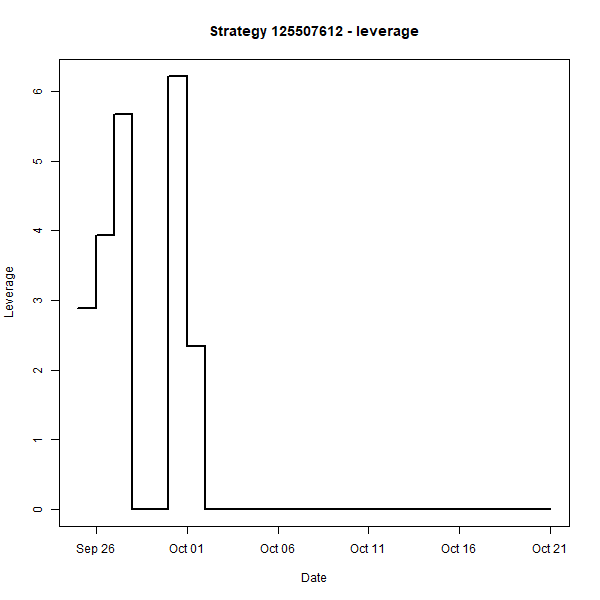 Strategy 125507612 - leverage
Leverage
6
5
4
3
2
1
0
Sep 26
Oct 01
Oct 06
Oct 11
Oct 16
Oct 21
Date